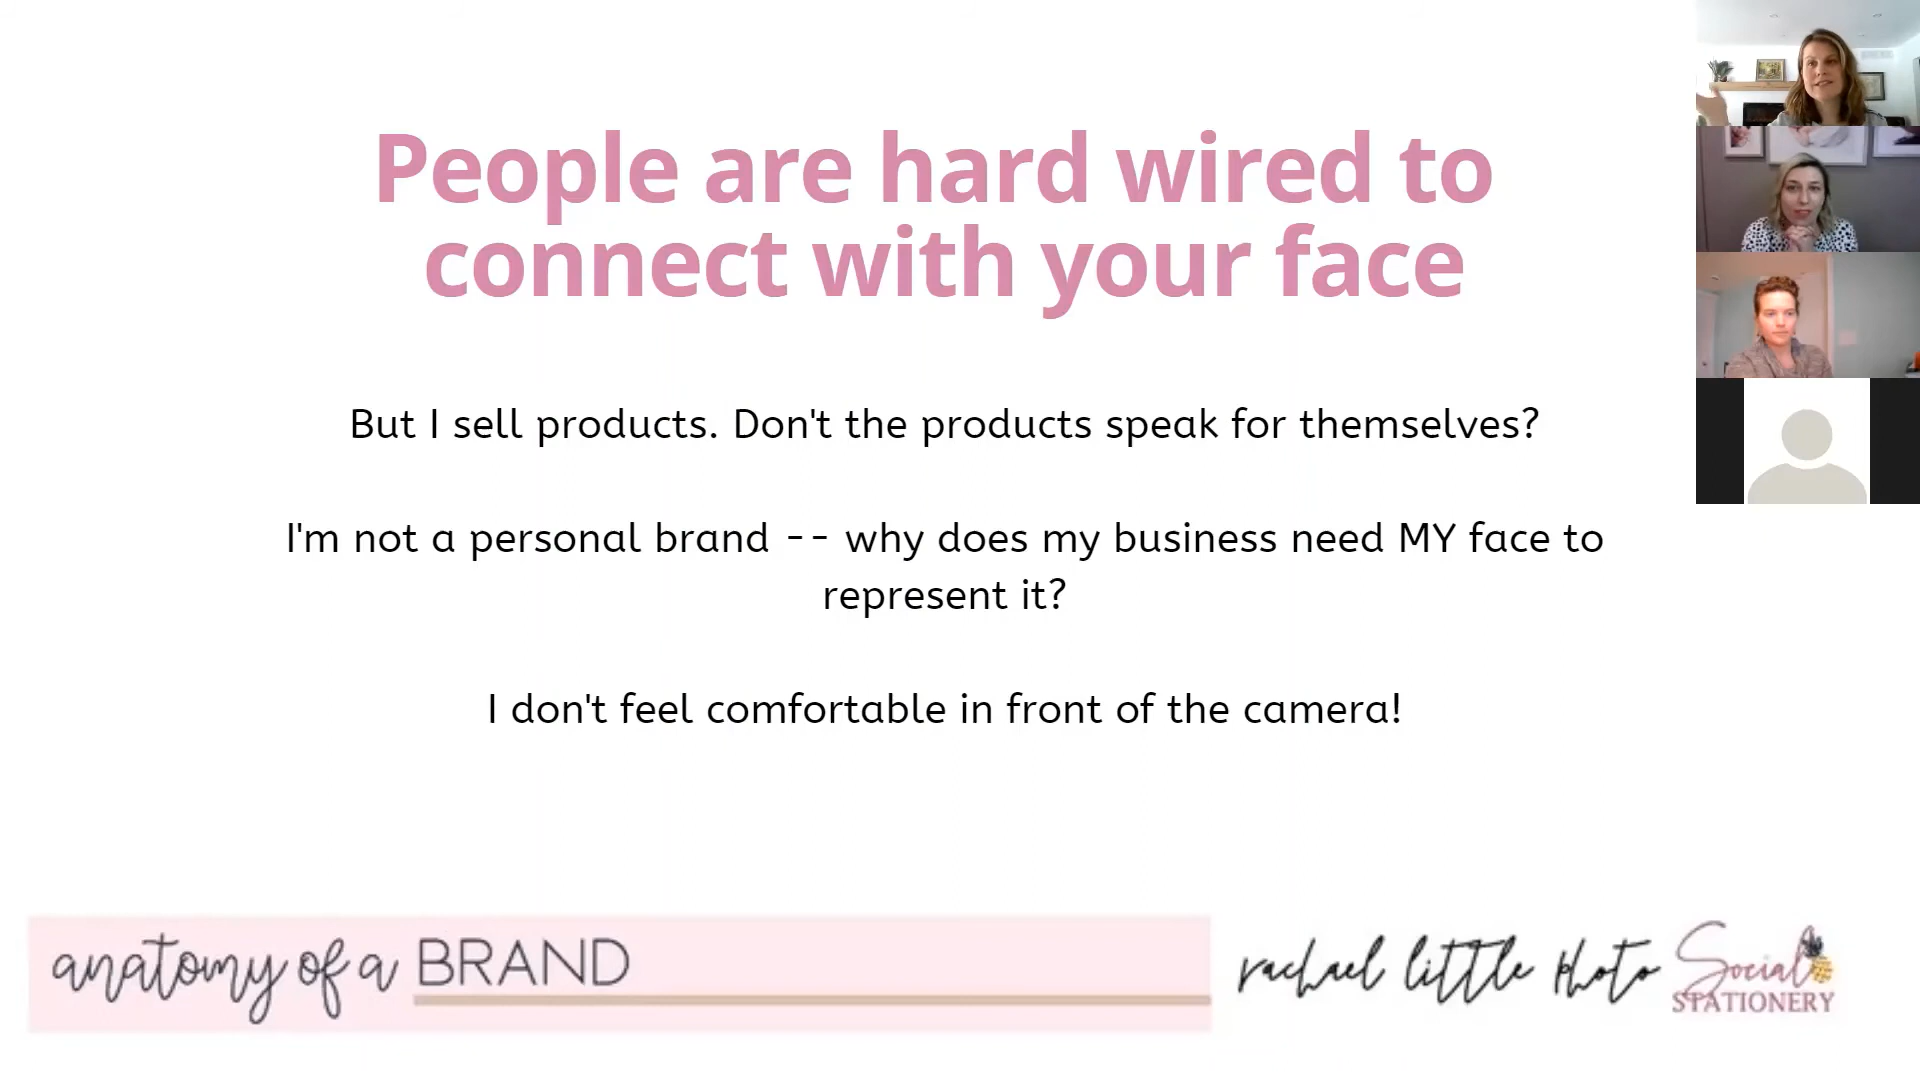 People are hard wired to
connect with your face
But I sell products. Don't the products speak for themselves?
I'm not a personal brand -- why does my business need MY face to
represent it?
I don't feel comfortable in front of the camera!
anatomy of a BRAND
rachael little photo
Social
STATIONERY